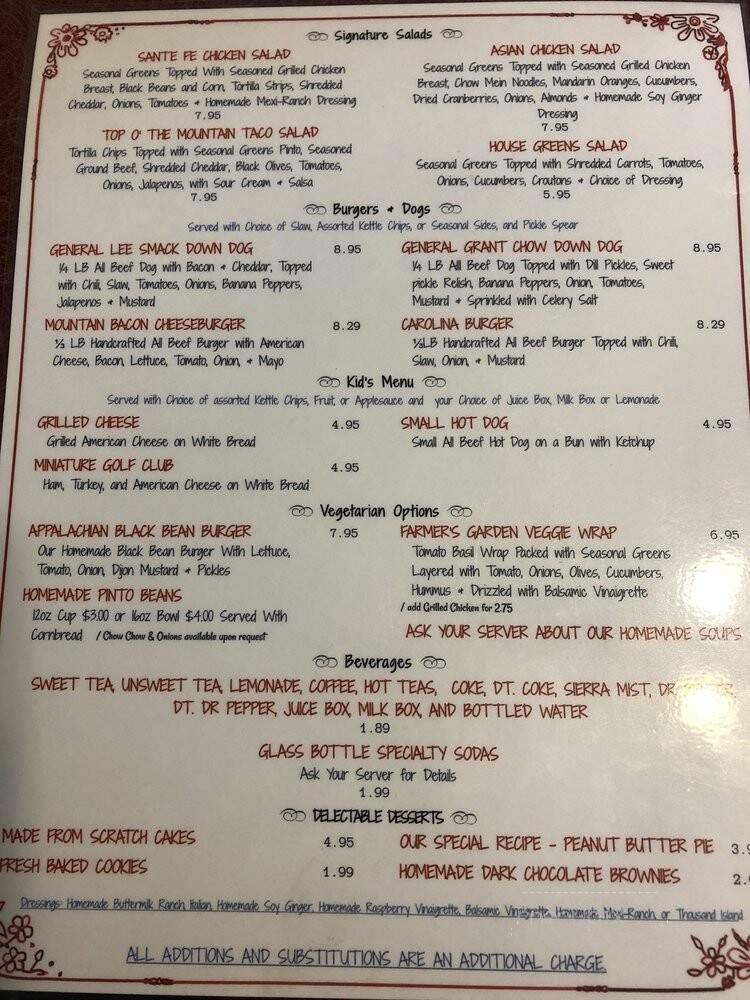 Signature Salads
SANTE FE CHICKEN SALAD
Seasonal Greens Topped With Seasoned Grilled Chicken
Breast, Black Beans and Corn, Tortilla Strips, Shredded
Cheddar, Onions, Tomatoes & Homemade Mexi-Ranch Dressing
7.95
TOP O' THE MOUNTAIN TACO SALAD
Tortilla Chips Topped with Seasonal Greens Pinto, Seasoned
Ground Beef, Shredded Cheddar, Black Olives, Tomatoes,
Onions, Jalapenos, with Sour Cream & Salsa
7.95
ASIAN CHICKEN SALAD
Seasonal Greens Topped with Seasoned Grilled Chicken
Breast, Chow Mein Noodles, Mandarin Oranges, Cucumbers,
Dried Cranberries, Onions, Almonds & Homemade Soy Ginger
Dressing
7.95
HOUSE GREENS SALAD
Seasonal Greens Topped with Shredded Carrots, Tomatoes,
Onions, Cucumbers, Croutons & Choice of Dressing
5.95
Burgers & Dogs
Served with Choice of Slaw, Assorted Kettle Chips, or Seasonal Sides, and Pickle Spear
GENERAL LEE SMACK DOWN DOG 8.95
1/4 LB All Beef Dog with Bacon & Cheddar, Topped
with Chili, Slaw, Tomatoes, Onions, Banana Peppers,
Jalapenos & Mustard
MOUNTAIN BACON CHEESEBURGER 8.29
1/3 LB Handcrafted All Beef Burger with American
Cheese, Bacon, Lettuce, Tomato, Onion, & Mayo
GENERAL GRANT CHOW DOWN DOG 8.95
1/4 LB All Beef Dog Topped with Dill Pickles, Sweet
pickle Relish, Banana Peppers, Onion, Tomatoes,
Mustard & Sprinkled with Celery Salt
CAROLINA BURGER 8.29
1/3LB Handcrafted All Beef Burger Topped with Chili,
Slaw, Onion, & Mustard
Kid's Menu
Served with Choice of assorted Kettle Chips, Fruit, or Applesauce and your Choice of Juice Box, Milk Box or Lemonade
GRILLED CHEESE 4.95
Grilled American Cheese on White Bread
MINIATURE GOLF CLUB 4.95
Ham, Turkey, and American Cheese on White Bread
SMALL HOT DOG 4.95
Small All Beef Hot Dog on a Bun with Ketchup
Vegetarian Options
APPALACHIAN BLACK BEAN BURGER 7.95
Our Homemade Black Bean Burger With Lettuce,
Tomato, Onion, Dijon Mustard & Pickles
HOMEMADE PINTO BEANS
12oz Cup $3.00 or 16oz Bowl $4.00 Served With
Cornbread / Chow Chow & Onions available upon request
FARMER'S GARDEN VEGGIE WRAP 6.95
Tomato Basil Wrap Packed with Seasonal Greens
Layered with Tomato, Onions, Olives, Cucumbers,
Hummus & Drizzled with Balsamic Vinaigrette
/ add Grilled Chicken for 2.75
ASK YOUR SERVER ABOUT OUR HOMEMADE SOUPS
Beverages
SWEET TEA, UNSWEET TEA, LEMONADE, COFFEE, HOT TEAS, COKE, DT. COKE, SIERRA MIST, DR
DT. DR PEPPER, JUICE BOX, MILK BOX, AND BOTTLED WATER
1.89
GLASS BOTTLE SPECIALTY SODAS
Ask Your Server for Details
1.99
DELECTABLE DESSERTS
MADE FROM SCRATCH CAKES 4.95
FRESH BAKED COOKIES 1.99
OUR SPECIAL RECIPE - PEANUT BUTTER PIE 3.9
HOMEMADE DARK CHOCOLATE BROWNIES 2.
Dressings: Homemade Buttermilk Ranch, Italian, Homemade Soy Ginger, Homemade Raspberry Vinaigrette, Balsamic Vinaigrette, Homemade Mexi-Ranch, or Thousand Island
ALL ADDITIONS AND SUBSTITUTIONS ARE AN ADDITIONAL CHARGE.